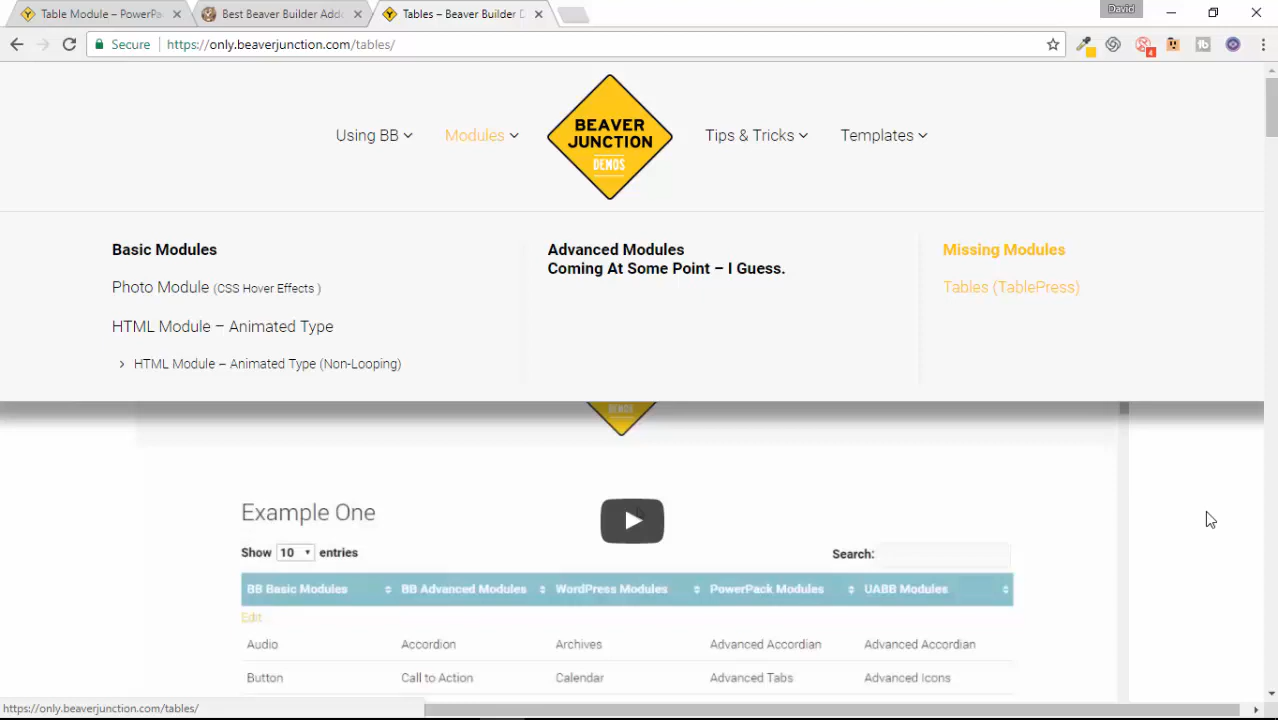 Table Module – PowerPa
Best Beaver Builder Addo
Tables – Beaver Builder D
David
Secure
https://only.beaverjunction.com/tables/
4
Using BB
Modules
BEAVER
JUNCTION
DEMOS
Tips & Tricks
Templates
Basic Modules
Photo Module (CSS Hover Effects )
HTML Module – Animated Type
HTML Module – Animated Type (Non-Looping)
Advanced Modules
Coming At Some Point – I Guess.
Missing Modules
Tables (TablePress)
DEMOS
Example One
Show 10 entries
Search:
BB Basic Modules BB Advanced Modules WordPress Modules PowerPack Modules UABB Modules
Edit
Audio Accordion Archives Advanced Accordian Advanced Accordian
Button Call to Action Calendar Advanced Tabs Advanced Icons
https://only.beaverjunction.com/tables/